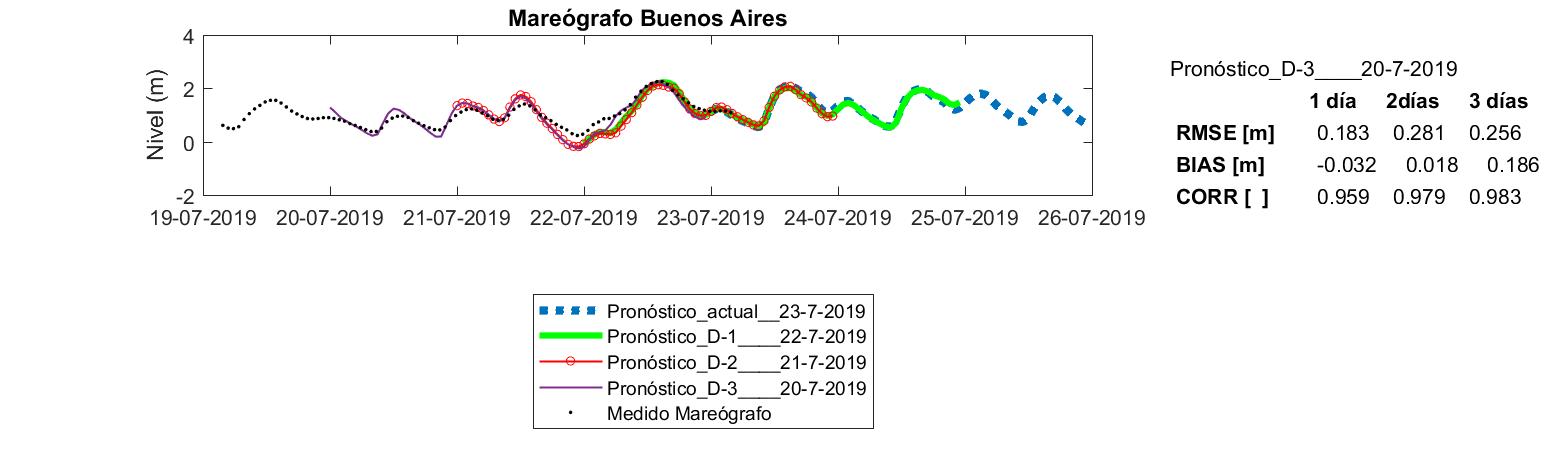 Mareógrafo Buenos Aires
4
2
0
-2
Nivel (m)
19-07-2019 20-07-2019 21-07-2019 22-07-2019 23-07-2019 24-07-2019 25-07-2019 26-07-2019
Pronóstico_D-3____20-7-2019
1 día 2días 3 días
RMSE [m] 0.183 0.281 0.256
BIAS [m] -0.032 0.018 0.186
CORR [ ] 0.959 0.979 0.983
Pronóstico_actual__23-7-2019
Pronóstico_D-1____22-7-2019
Pronóstico_D-2____21-7-2019
Pronóstico_D-3____20-7-2019
Medido Mareógrafo